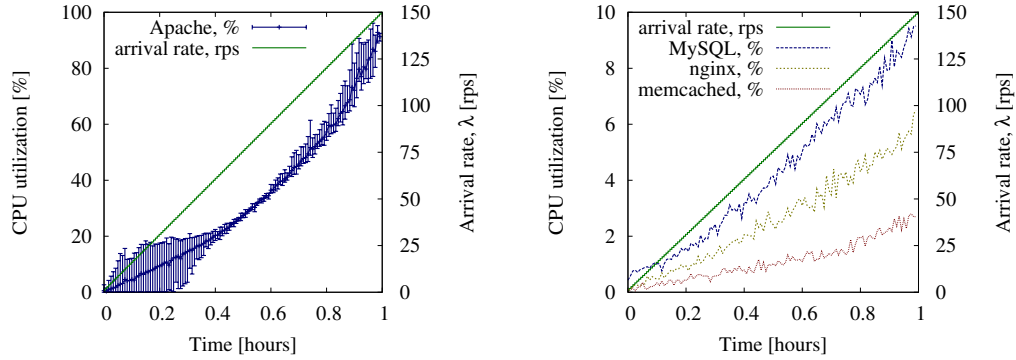 Apache, %
arrival rate, rps
CPU utilization [%]
100
80
60
40
20
0
Arrival rate, λ [rps]
150
125
100
75
50
25
0
0 0.2 0.4 0.6 0.8 1
Time [hours]
arrival rate, rps
MySQL, %
nginx, %
memcached, %
CPU utilization [%]
10
8
6
4
2
0
Arrival rate, λ [rps]
150
125
100
75
50
25
0
0 0.2 0.4 0.6 0.8 1
Time [hours]